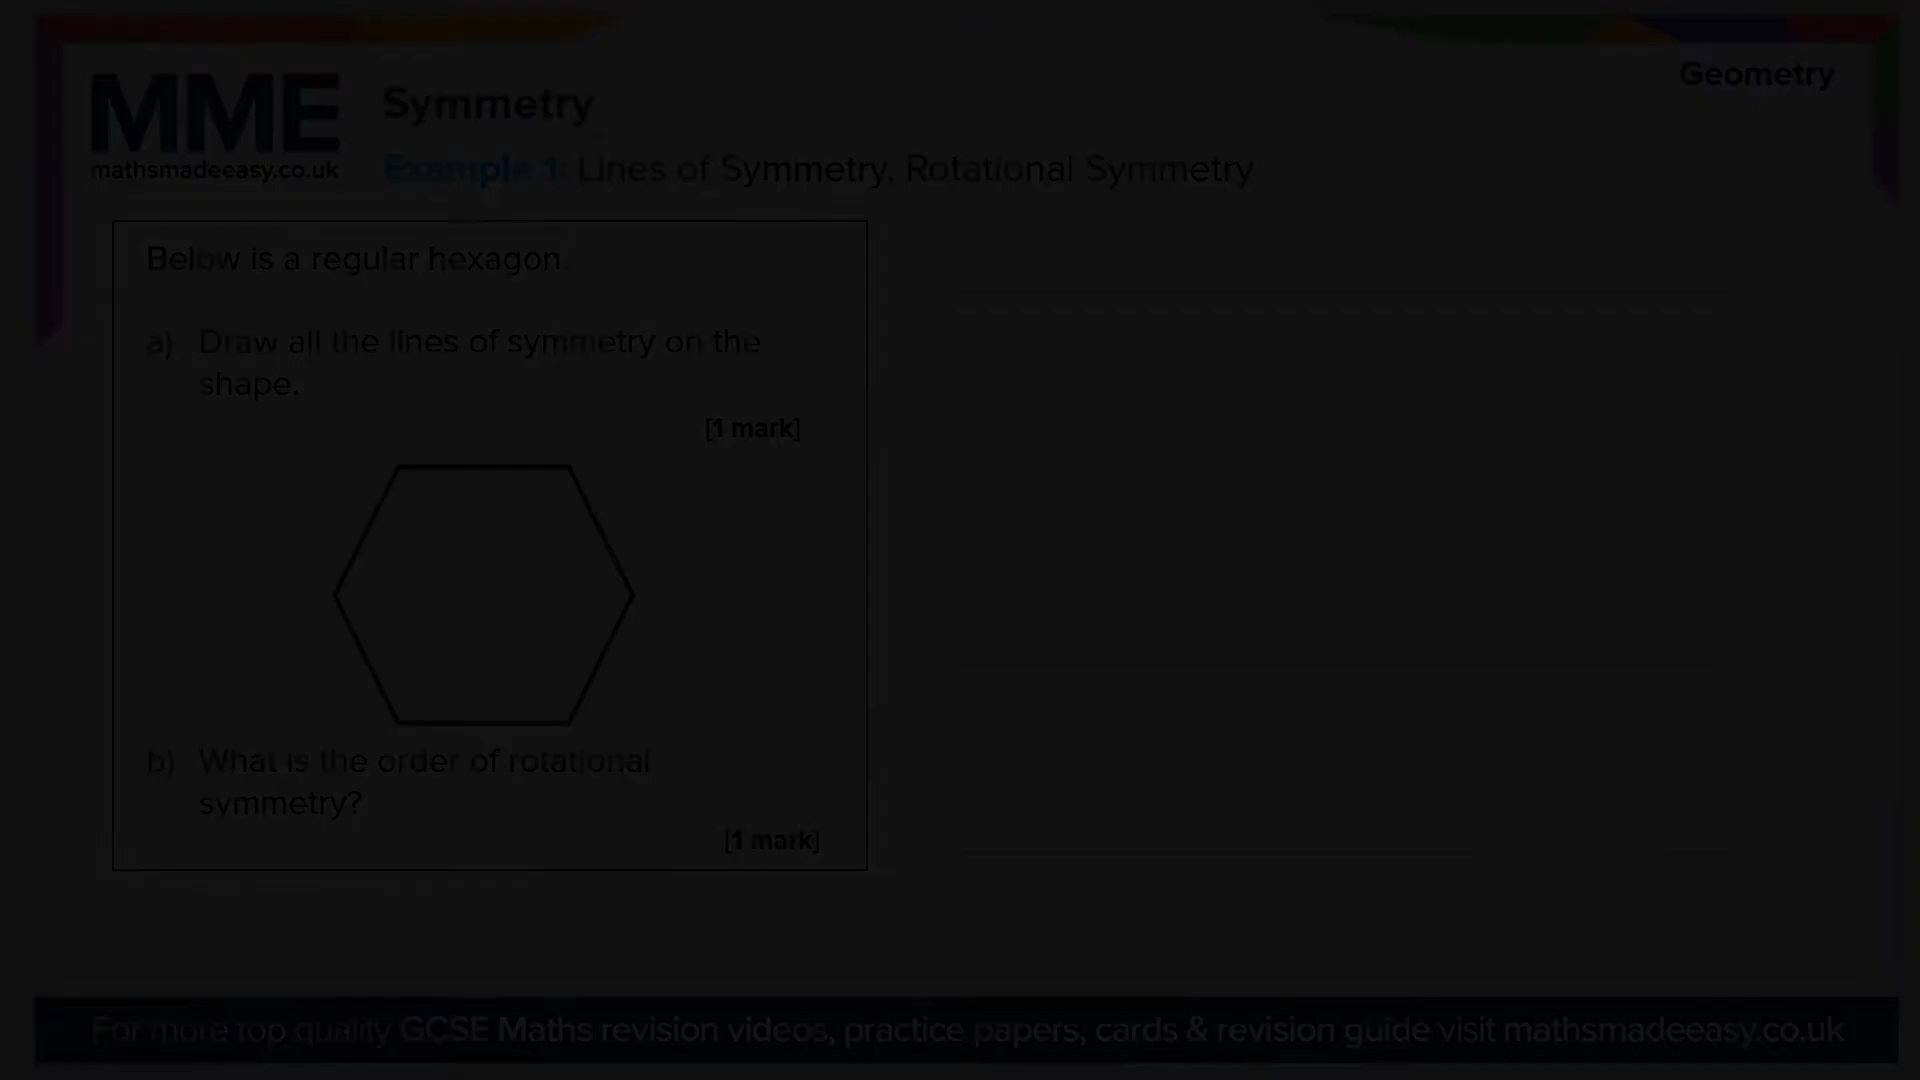 MME
mathsmadeeasy.co.uk
Symmetry
Geometry
Example 1: Lines of Symmetry, Rotational Symmetry
Below is a regular hexagon.
a) Draw all the lines of symmetry on the
shape.
[1 mark]
b) What is the order of rotational
symmetry?
[1 mark]
For more top quality GCSE Maths revision videos, practice papers, cards & revision guide visit mathsmadeeasy.co.uk